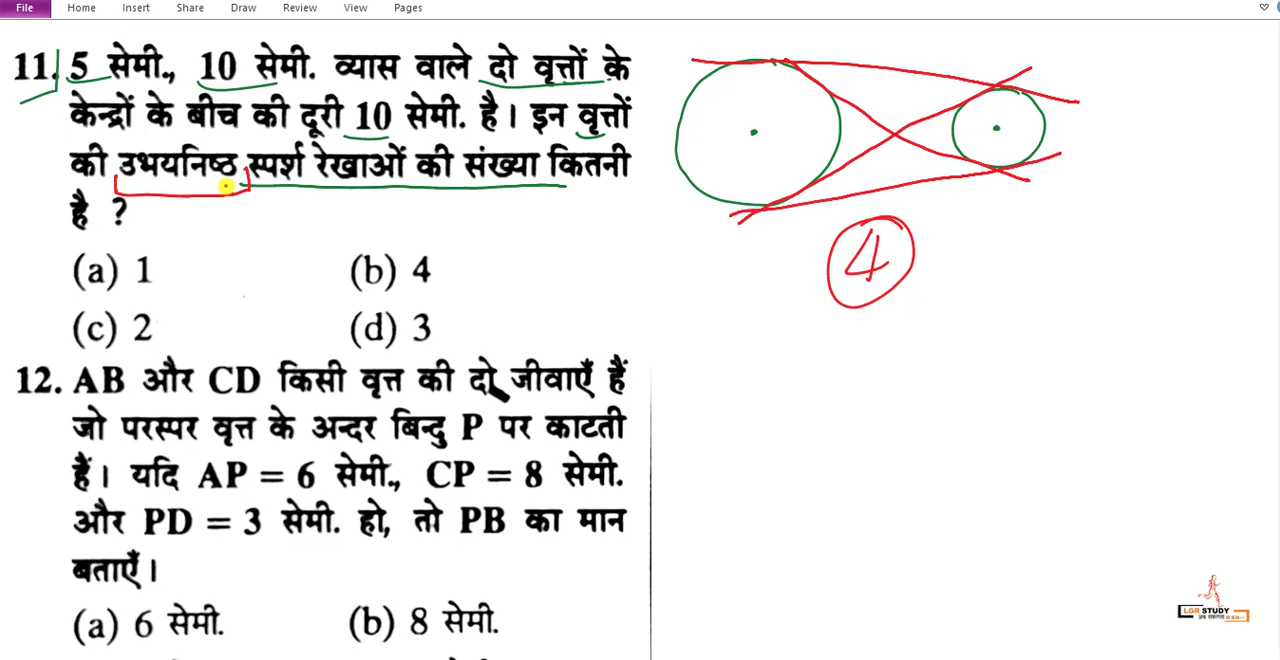 File Home Insert Share Draw Review View Pages
11. 5 सेमी., 10 सेमी. व्यास वाले दो वृत्तों के
केन्द्रों के बीच की दूरी 10 सेमी. है। इन वृत्तों
की उभयनिष्ठ स्पर्श रेखाओं की संख्या कितनी
है ?
(a) 1 (b) 4
(c) 2 (d) 3
12. AB और CD किसी वृत्त की दो जीवाएँ हैं
जो परस्पर वृत्त के अन्दर बिन्दु P पर काटती
हैं। यदि AP = 6 सेमी., CP = 8 सेमी.
और PD = 3 सेमी. हो, तो PB का मान
बताएँ।
(a) 6 सेमी. (b) 8 सेमी.
4
LGR STUDY